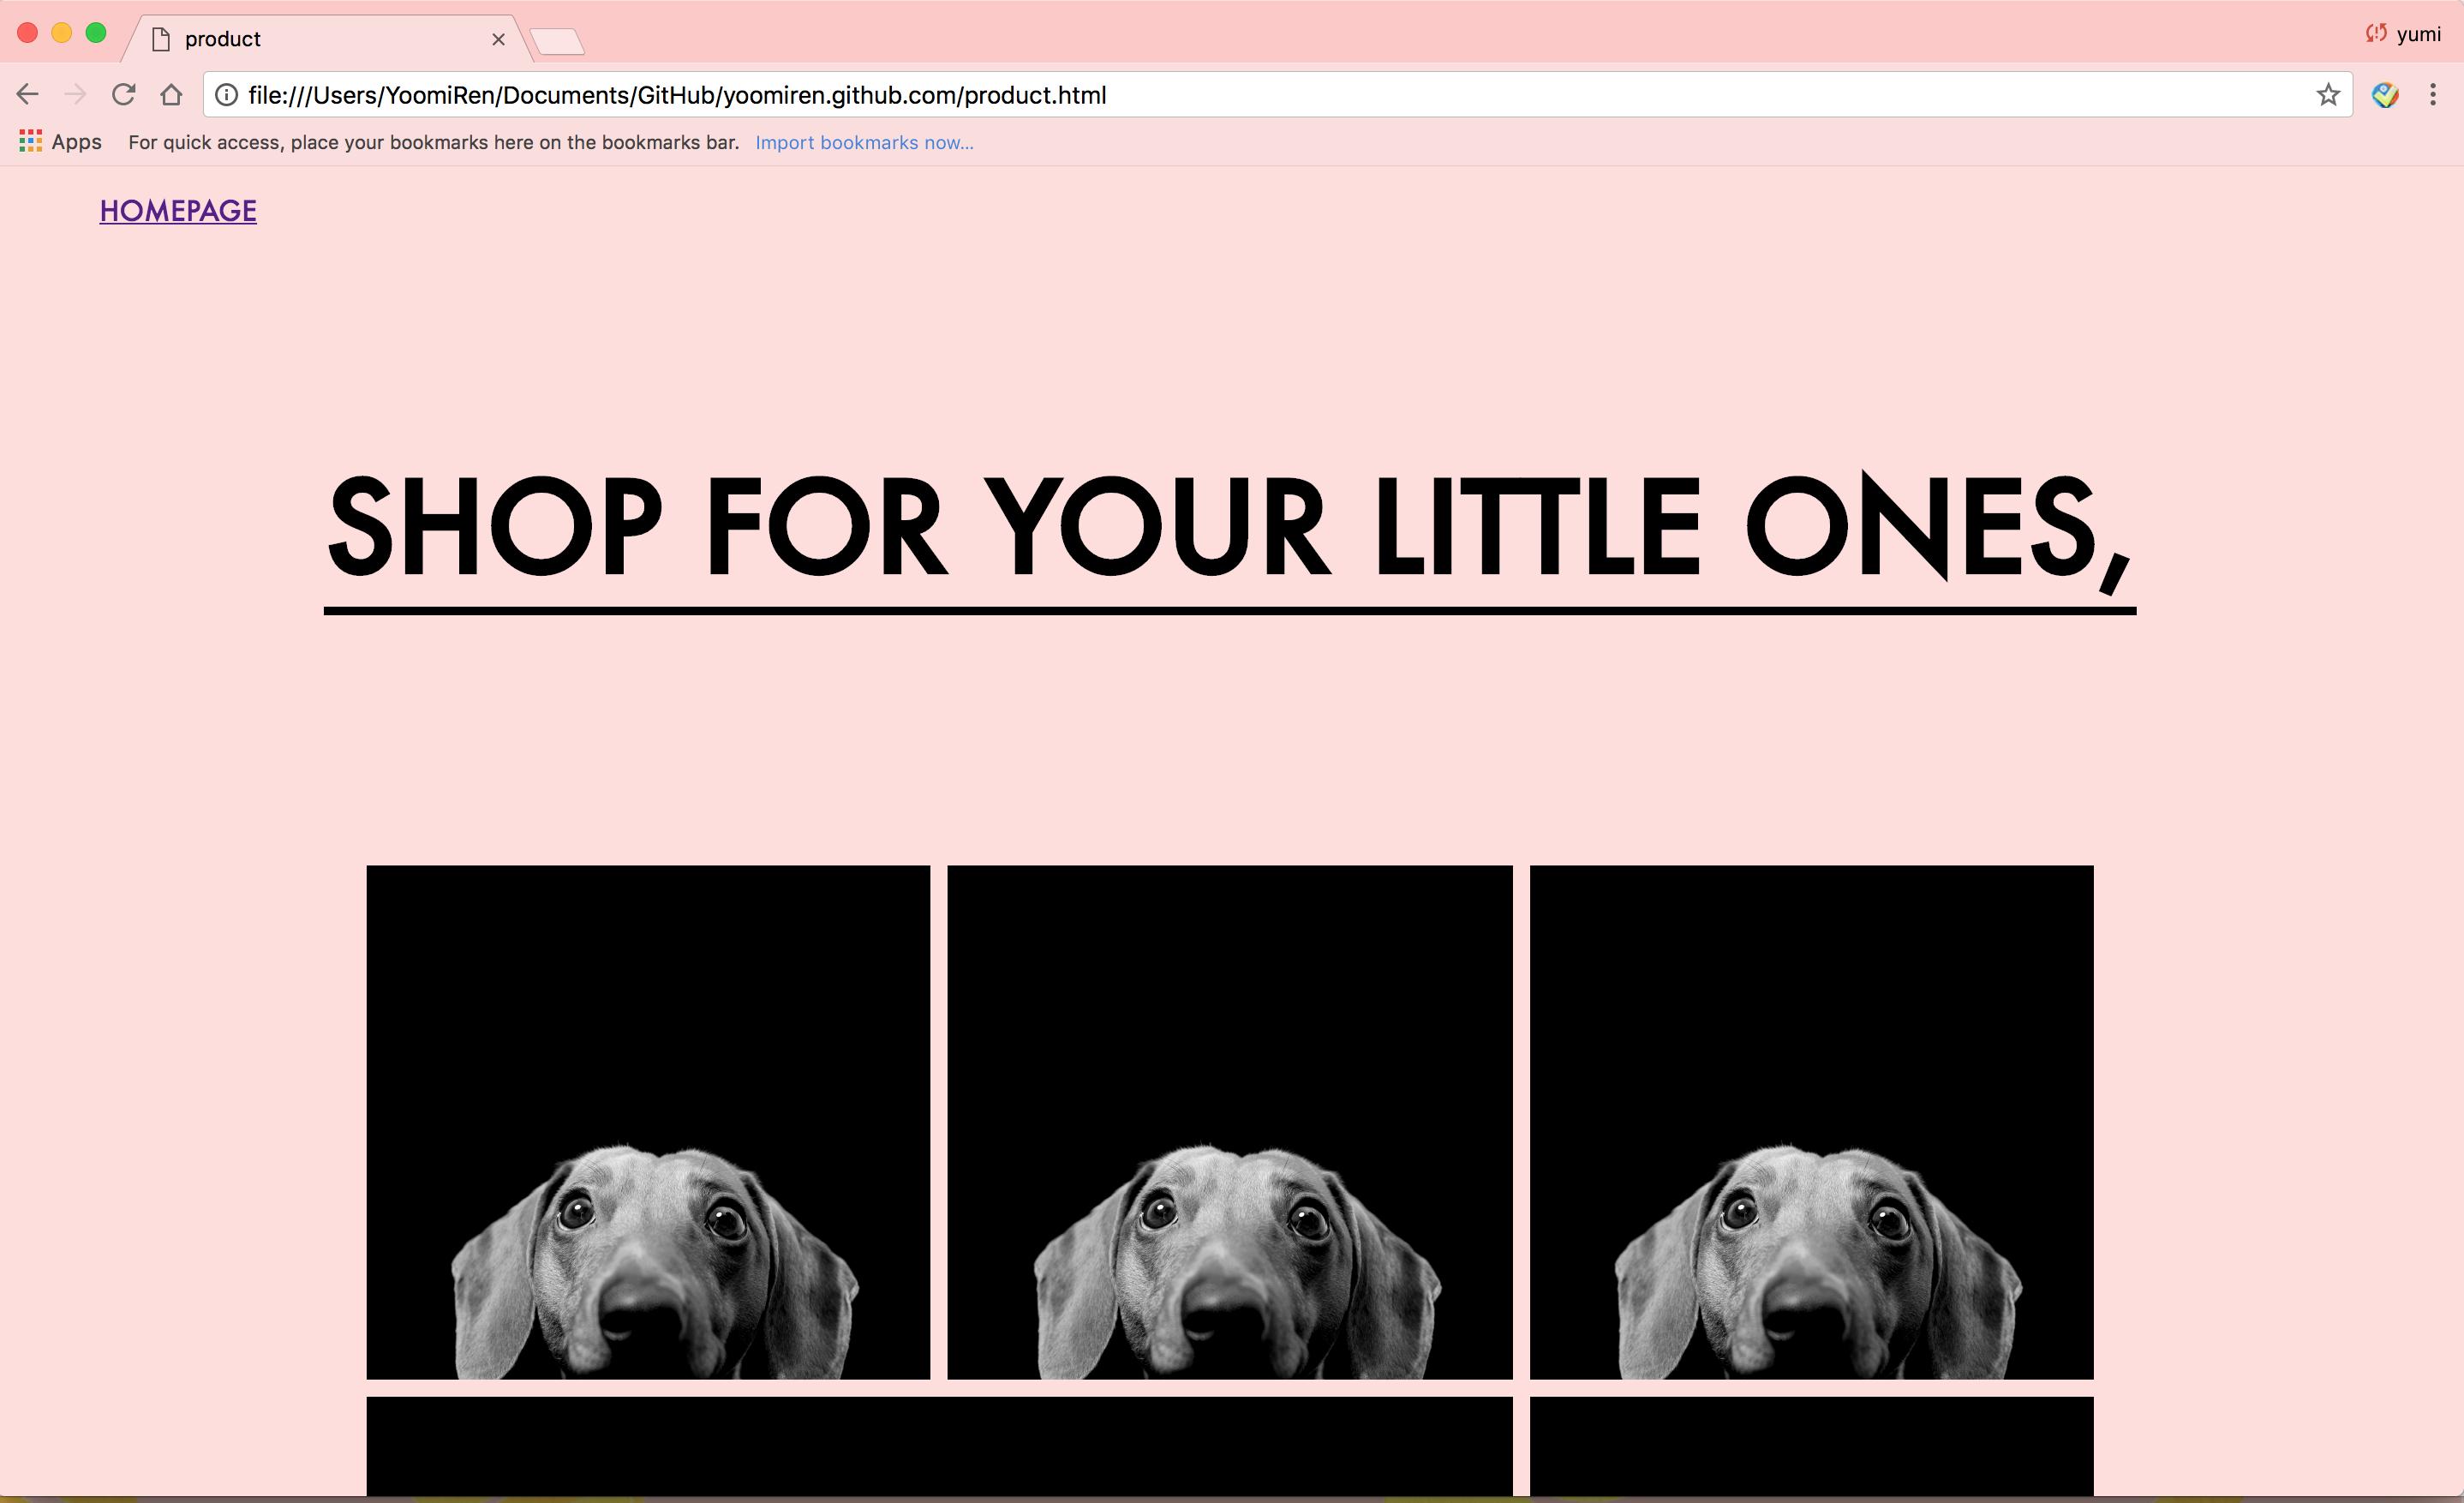 product
yumi
file:///Users/YoomiRen/Documents/GitHub/yoomiren.github.com/product.html
Apps For quick access, place your bookmarks here on the bookmarks bar. Import bookmarks now...
HOMEPAGE
SHOP FOR YOUR LITTLE ONES,